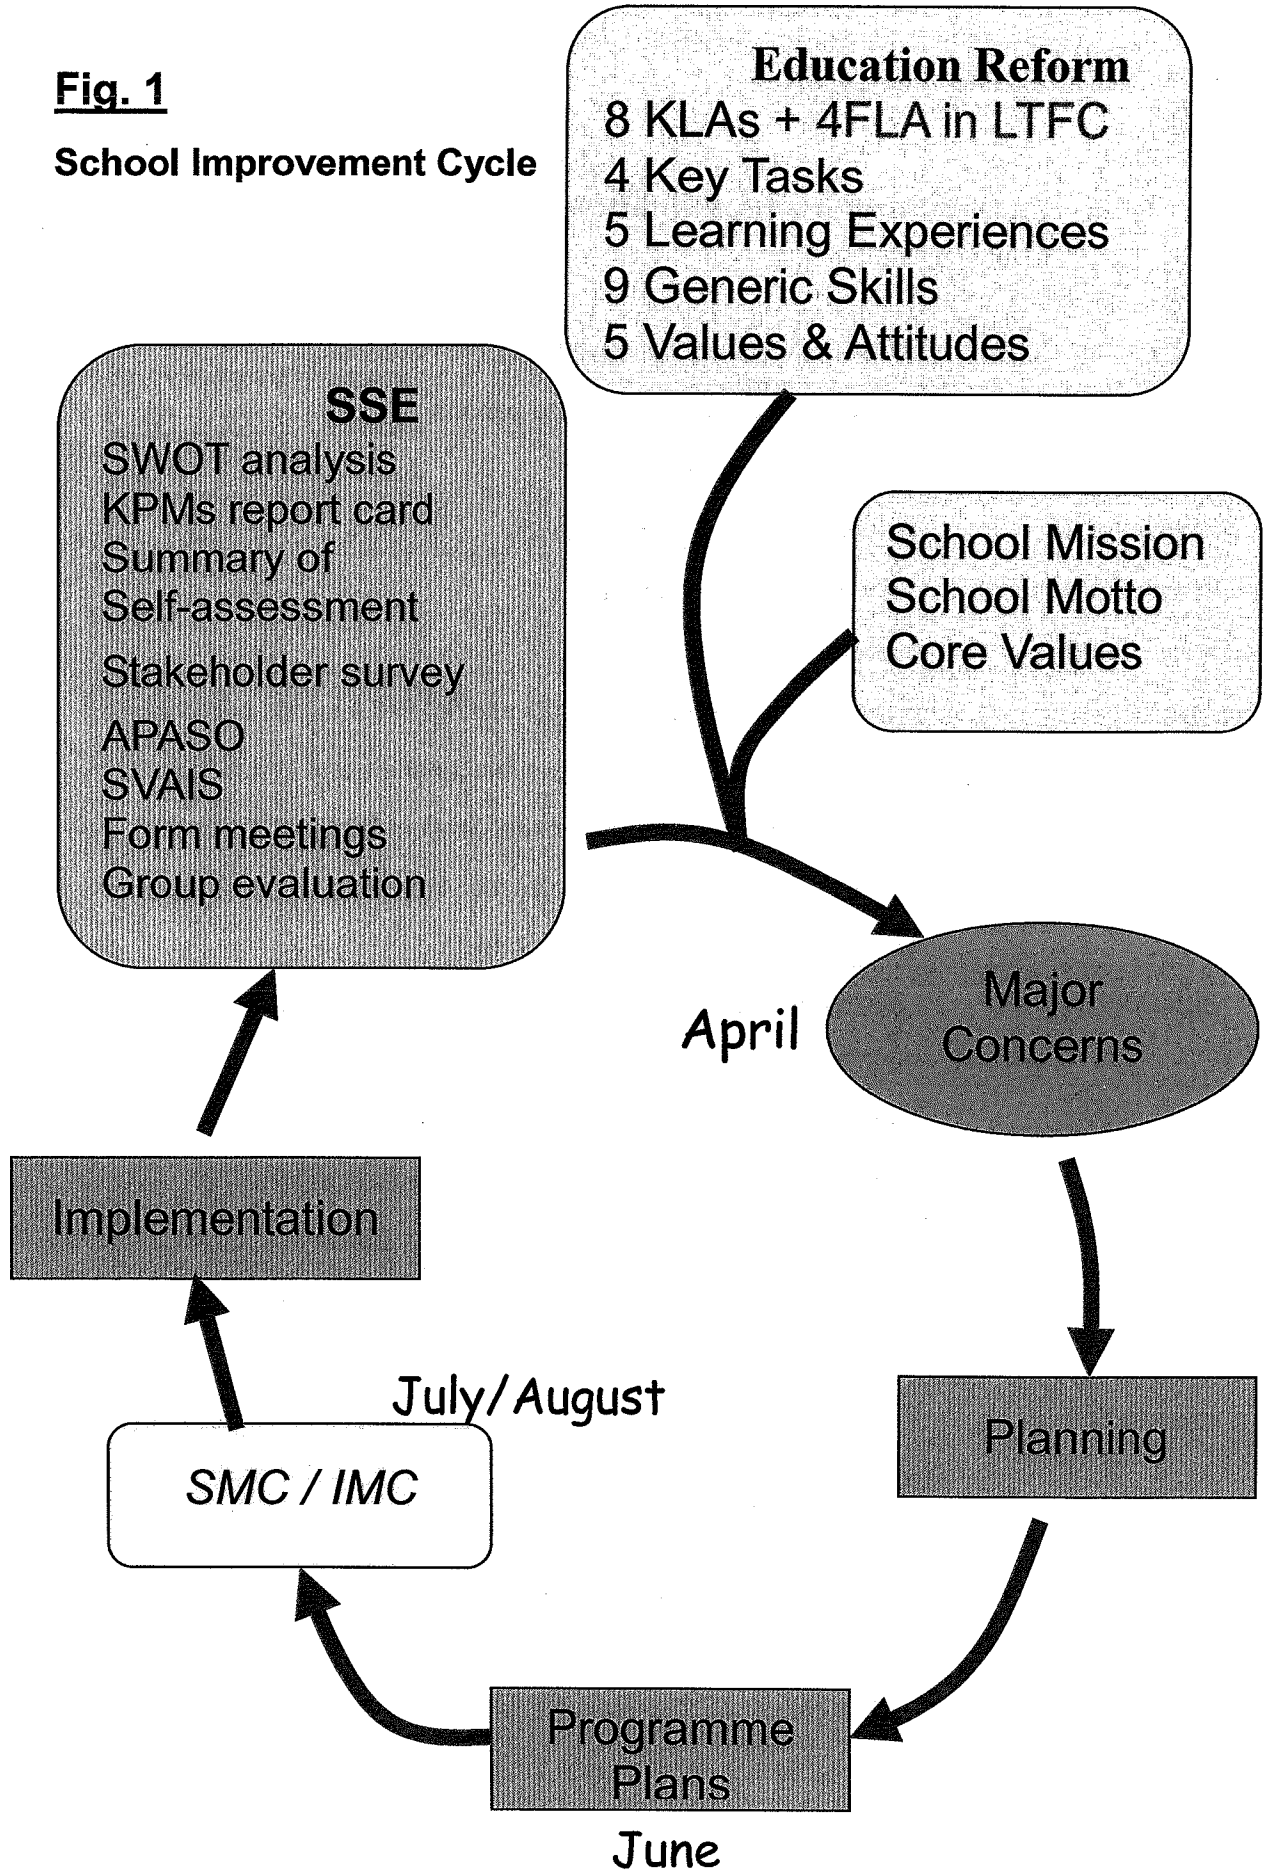 Fig. 1
School Improvement Cycle
Education Reform
8 KLAs + 4FLA in LTFC
4 Key Tasks
5 Learning Experiences
9 Generic Skills
5 Values & Attitudes
SSE
SWOT analysis
KPMs report card
Summary of
Self-assessment
Stakeholder survey
APASO
SVAIS
Form meetings
Group evaluation
School Mission
School Motto
Core Values
April
Major
Concerns
Implementation
July/August
SMC / IMC
Planning
Programme
Plans
June